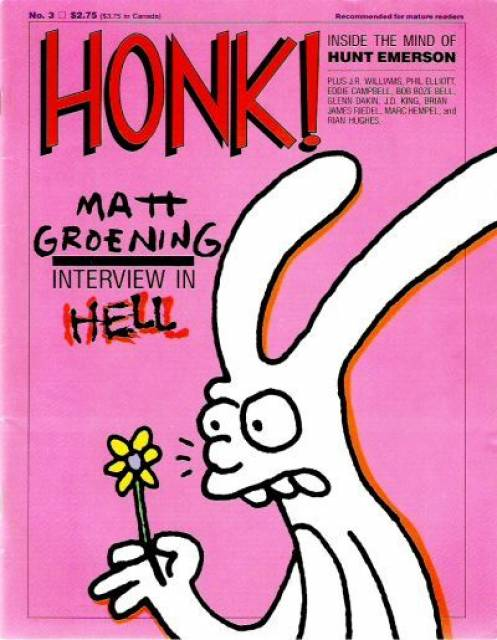 No. 3 □ $2.75 ($3.75 in Canada)
Recommended for mature readers
HONK!
INSIDE THE MIND OF
HUNT EMERSON
PLUS J.R. WILLIAMS, PHIL ELLIOTT,
EDDIE CAMPBELL, BOB BOZE BELL,
GLENN DAKIN, J.D. KING, BRIAN
JAMES RIEDEL, MARC HEMPEL, and
RIAN HUGHES.
MATT
GROENING
INTERVIEW IN
HELL